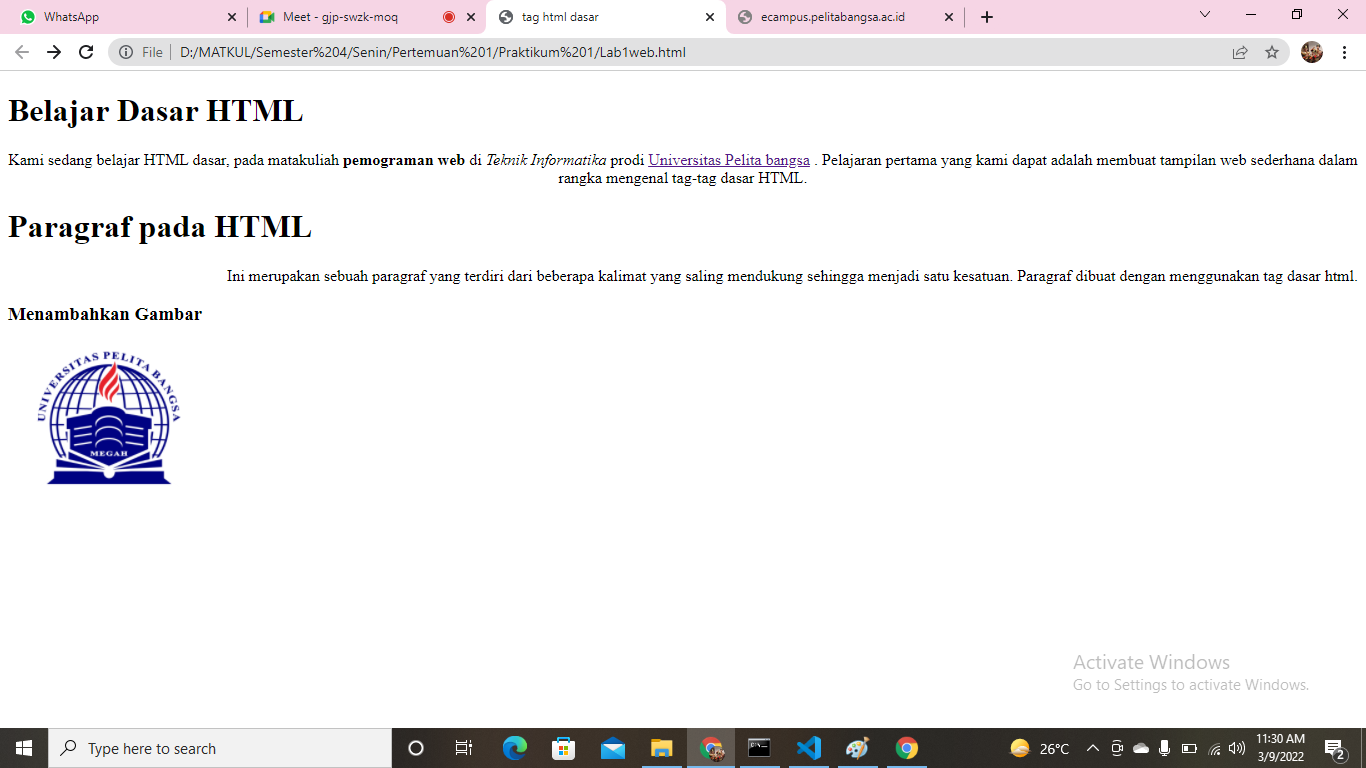 WhatsApp
Meet - gjp-swzk-moq
tag html dasar
ecampus.pelitabangsa.ac.id
File | D:/MATKUL/Semester%204/Senin/Pertemuan%201/Praktikum%201/Lab1web.html
Belajar Dasar HTML
Kami sedang belajar HTML dasar, pada matakuliah pemograman web di Teknik Informatika prodi Universitas Pelita bangsa . Pelajaran pertama yang kami dapat adalah membuat tampilan web sederhana dalam
rangka mengenal tag-tag dasar HTML.
Paragraf pada HTML
Ini merupakan sebuah paragraf yang terdiri dari beberapa kalimat yang saling mendukung sehingga menjadi satu kesatuan. Paragraf dibuat dengan menggunakan tag dasar html.
Menambahkan Gambar
UNIVERSITAS PELITA BANGSA
MEGAH
Activate Windows
Go to Settings to activate Windows.
Type here to search
26°C
11:30 AM
3/9/2022
2